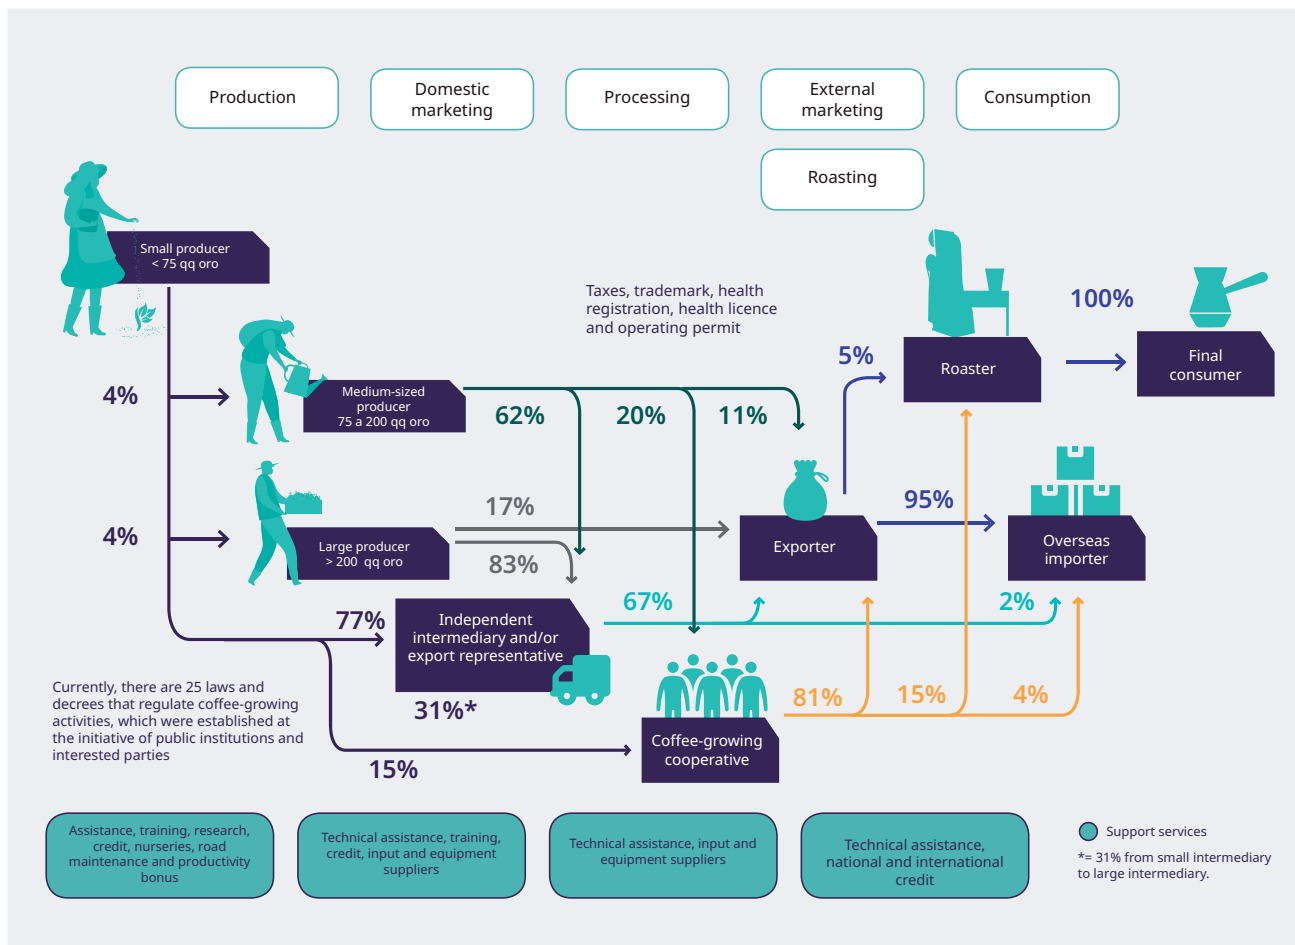 Production
Domestic
marketing
Processing
External
marketing
Consumption
Roasting
Small producer
< 75 qq oro
Taxes, trademark, health
registration, health licence
and operating permit
100%
5%
Roaster
Final
consumer
4%
Medium-sized
producer
75 a 200 qq oro
62%
20%
11%
17%
95%
4%
Large producer
> 200 qq oro
83%
Exporter
Overseas
importer
77%
Independent
intermediary and/or
export representative
67%
2%
31%*
Currently, there are 25 laws and
decrees that regulate coffee-growing
activities, which were established at
the initiative of public institutions and
interested parties
81%
15%
4%
Coffee-growing
cooperative
15%
Assistance, training, research,
credit, nurseries, road
maintenance and productivity
bonus
Technical assistance, training,
credit, input and equipment
suppliers
Technical assistance, input and
equipment suppliers
Technical assistance,
national and international
credit
Support services
*= 31% from small intermediary
to large intermediary.